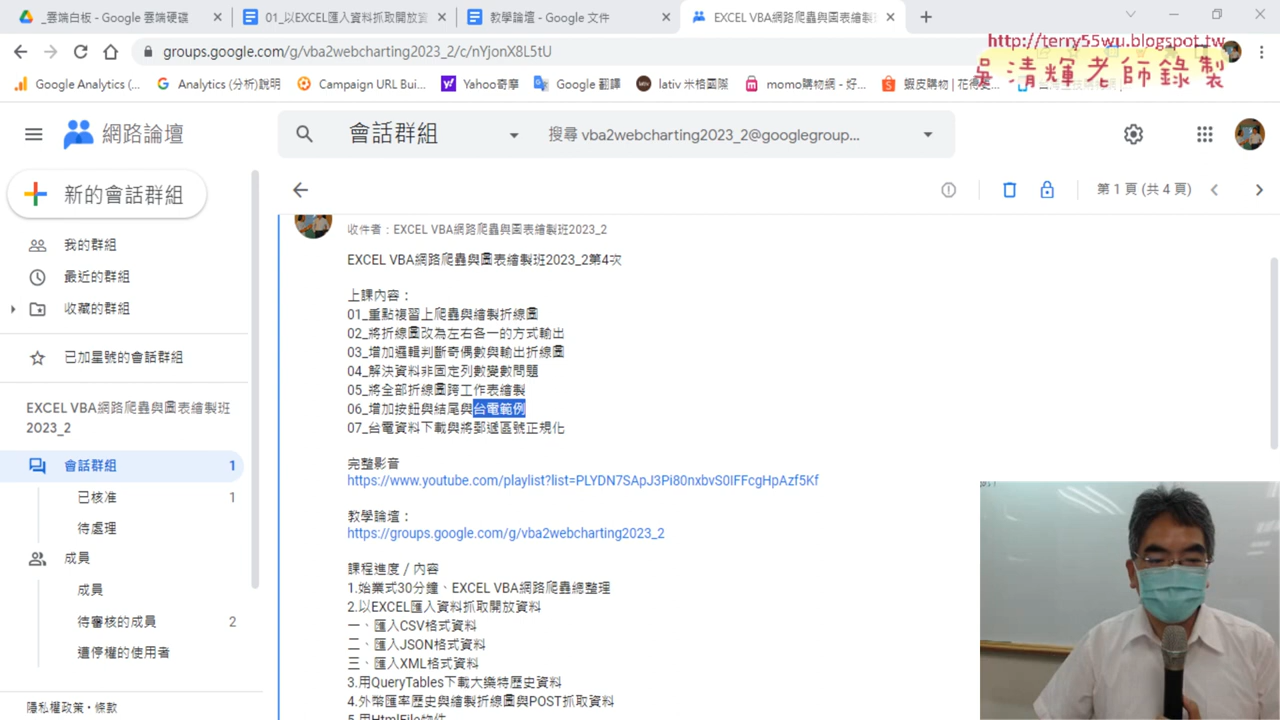 _雲端白板 - Google 雲端硬碟
01_以EXCEL匯入資料抓取開放資
教學論壇 - Google 文件
EXCEL VBA網路爬蟲與圖表繪製
groups.google.com/g/vba2webcharting2023_2/c/nYjonX8L5tU
http://terry55wu.blogspot.tw
吳清輝老師錄製
Google Analytics (...
Analytics (分析)說明
Campaign URL Bui...
Yahoo奇摩
Google 翻譯
lativ 米格國際
momo購物網 - 好...
蝦皮購物 | 花得更...
網路論壇
會話群組
搜尋 vba2webcharting2023_2@googlegroup...
新的會話群組
第 1 頁 (共 4 頁)
我的群組
最近的群組
收藏的群組
已加星號的會話群組
EXCEL VBA網路爬蟲與圖表繪製班
2023_2
會話群組 1
已核准 1
待處理
成員
成員
待審核的成員 2
遭停權的使用者
隱私權政策 • 條款
收件者：EXCEL VBA網路爬蟲與圖表繪製班2023_2
EXCEL VBA網路爬蟲與圖表繪製班2023_2第4次
上課內容：
01_重點複習上爬蟲與繪製折線圖
02_將折線圖改為左右各一的方式輸出
03_增加邏輯判斷奇偶數與輸出折線圖
04_解決資料非固定列數變數問題
05_將全部折線圖跨工作表繪製
06_增加按鈕與結尾與台電範例
07_台電資料下載與將郵遞區號正規化
完整影音
https://www.youtube.com/playlist?list=PLYDN7SApJ3Pi80nxbvS0IFFcgHpAzf5Kf
教學論壇：
https://groups.google.com/g/vba2webcharting2023_2
課程進度 / 內容
1.始業式30分鐘、EXCEL VBA網路爬蟲總整理
2.以EXCEL匯入資料抓取開放資料
一、匯入CSV格式資料
二、匯入JSON格式資料
三、匯入XML格式資料
3.用QueryTables下載大樂特歷史資料
4.外幣匯率歷史與繪製折線圖與POST抓取資料
5.用HtmlFile物件